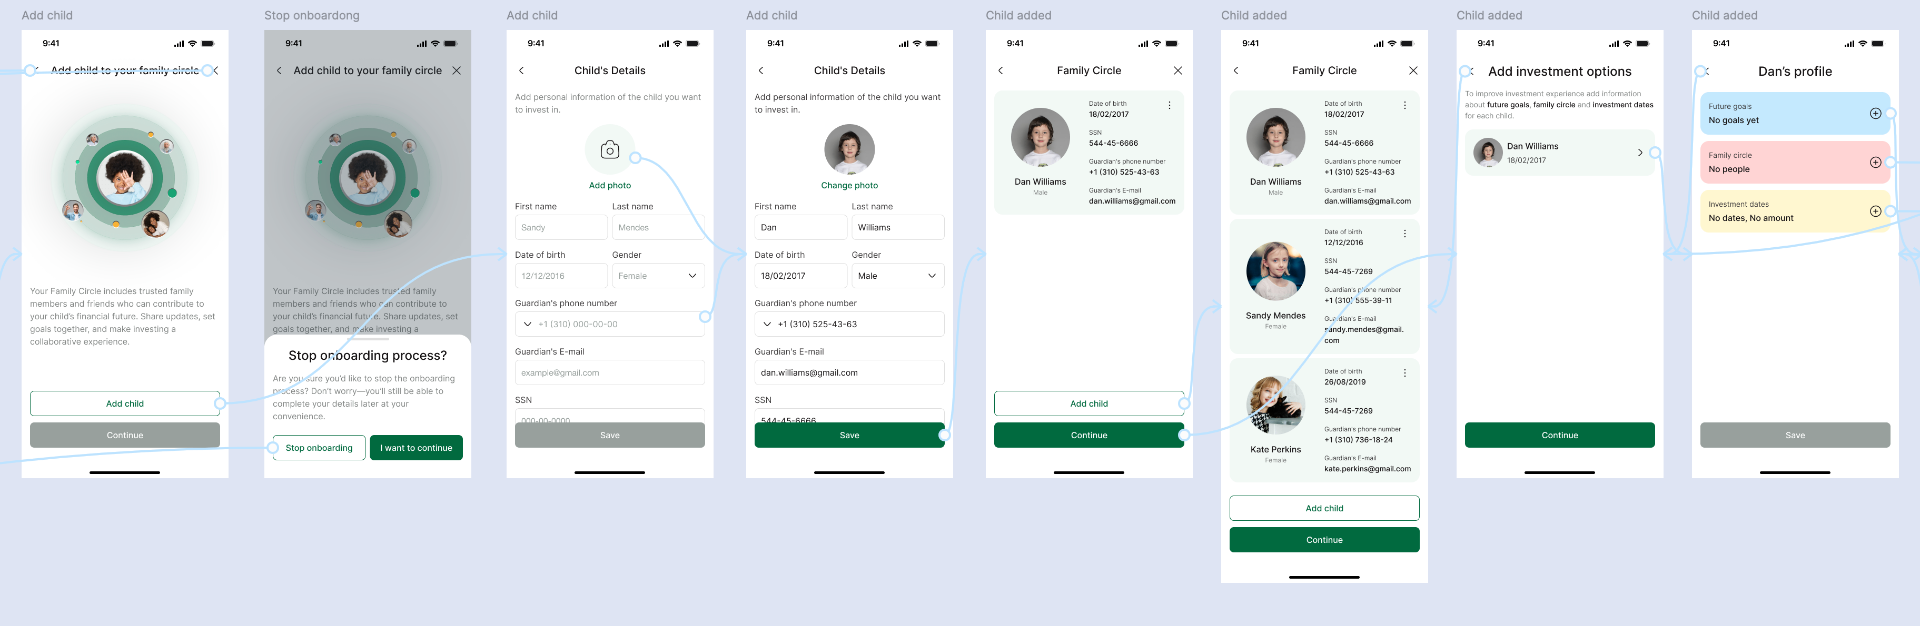 Add child
9:41
Add child to your family circle
Your Family Circle includes trusted family
members and friends who can contribute to
your child's financial future. Share updates, set
goals together, and make investing a
collaborative experience.
Add child
Continue
Stop onboardong
9:41
Add child to your family circle
Your Family Circle includes trusted family
members and friends who can contribute to
your child's financial future. Share updates, set
goals together, and make investing a
Stop onboarding process?
Are you sure you'd like to stop the onboarding
process? Don't worry—you'll still be able to
complete your details later at your
convenience.
Stop onboarding
I want to continue
Add child
9:41
Child's Details
Add personal information of the child you want
to invest in.
Add photo
First name
Last name
Sandy
Mendes
Date of birth
Gender
12/12/2016
Female
Guardian's phone number
+1 (310) 000-00-00
Guardian's E-mail
example@gmail.com
SSN
000-00-0000
Save
Add child
9:41
Child's Details
Add personal information of the child you want
to invest in.
Change photo
First name
Last name
Dan
Williams
Date of birth
Gender
18/02/2017
Male
Guardian's phone number
+1 (310) 525-43-63
Guardian's E-mail
dan.williams@gmail.com
SSN
544-45-6666
Save
Child added
9:41
Family Circle
Date of birth
18/02/2017
SSN
544-45-6666
Guardian's phone number
+1 (310) 525-43-63
Guardian's E-mail
dan.williams@gmail.com
Dan Williams
Male
Add child
Continue
Child added
9:41
Family Circle
Date of birth
18/02/2017
SSN
544-45-6666
Guardian's phone number
+1 (310) 525-43-63
Guardian's E-mail
dan.williams@gmail.com
Dan Williams
Male
Date of birth
12/12/2016
SSN
544-45-7269
Guardian's phone number
+1 (310) 555-39-11
Guardian's E-mail
sandy.mendes@gmail.
com
Sandy Mendes
Female
Date of birth
26/08/2019
SSN
544-45-7269
Guardian's phone number
+1 (310) 736-18-24
Guardian's E-mail
kate.perkins@gmail.com
Kate Perkins
Female
Add child
Continue
Child added
9:41
Add investment options
To improve investment experience add information
about future goals, family circle and investment dates
for each child.
Dan Williams
18/02/2017
Continue
Child added
9:41
Dan's profile
Future goals
No goals yet
Family circle
No people
Investment dates
No dates, No amount
Save